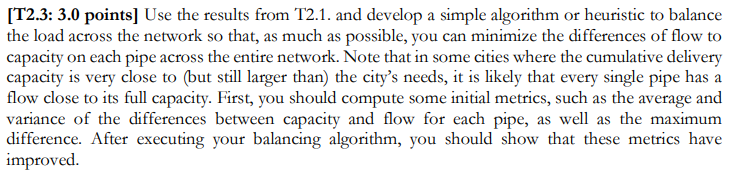 [T2.3: 3.0 points] Use the results from T2.1. and develop a simple algorithm or heuristic to balance
the load across the network so that, as much as possible, you can minimize the differences of flow to
capacity on each pipe across the entire network. Note that in some cities where the cumulative delivery
capacity is very close to (but still larger than) the city's needs, it is likely that every single pipe has a
flow close to its full capacity. First, you should compute some initial metrics, such as the average and
variance of the differences between capacity and flow for each pipe, as well as the maximum
difference. After executing your balancing algorithm, you should show that these metrics have
improved.